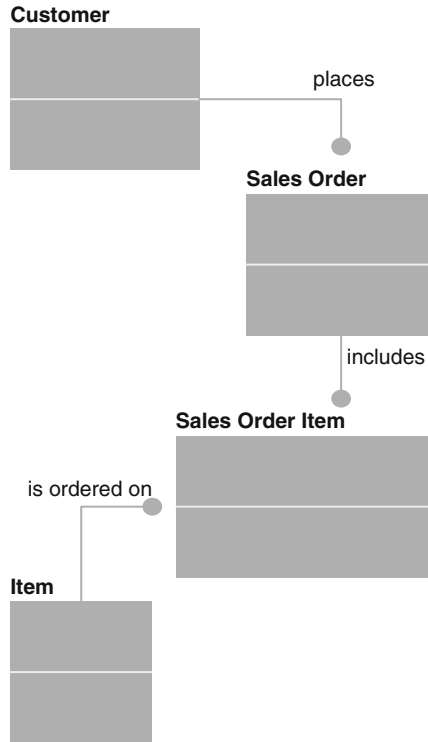 Customer
places
Sales Order
includes
Sales Order Item
is ordered on
Item